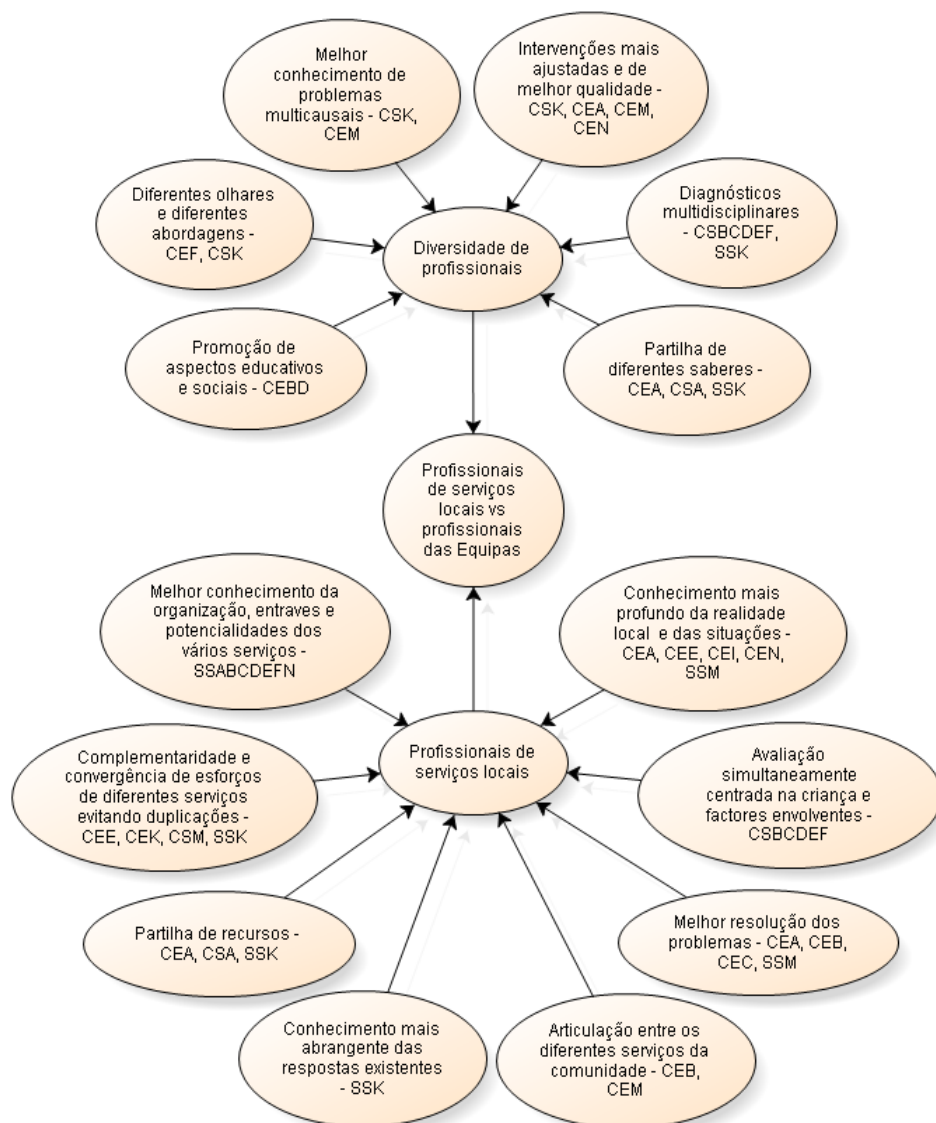 Melhor
conhecimento de
problemas
multicausais - CSK,
CEM
Intervenções mais
ajustadas e de
melhor qualidade -
CSK, CEA, CEM,
CEN
Diferentes olhares
e diferentes
abordagens -
CEF, CSK
Diversidade de
profissionais
Diagnósticos
multidisciplinares
- CSBCDEF,
SSK
Promoção de
aspectos educativos
e sociais - CEBD
Partilha de
diferentes saberes -
CEA, CSA, SSK
Profissionais
de serviços
locais vs
profissionais
das Equipas
Melhor conhecimento da
organização, entraves e
potencialidades dos
vários serviços -
SSABCDEFN
Conhecimento mais
profundo da realidade
local e das situações -
CEA, CEE, CEI, CEN,
SSM
Complementaridade e
convergência de esforços
de diferentes serviços
evitando duplicações -
CEE, CEK, CSM, SSK
Profissionais de
serviços locais
Avaliação
simultaneamente
centrada na criança e
factores envolventes -
CSBCDEF
Partilha de recursos -
CEA, CSA, SSK
Melhor resolução dos
problemas - CEA, CEB,
CEC, SSM
Conhecimento mais
abrangente das
respostas existentes
- SSK
Articulação entre os
diferentes serviços da
comunidade - CEB,
CEM